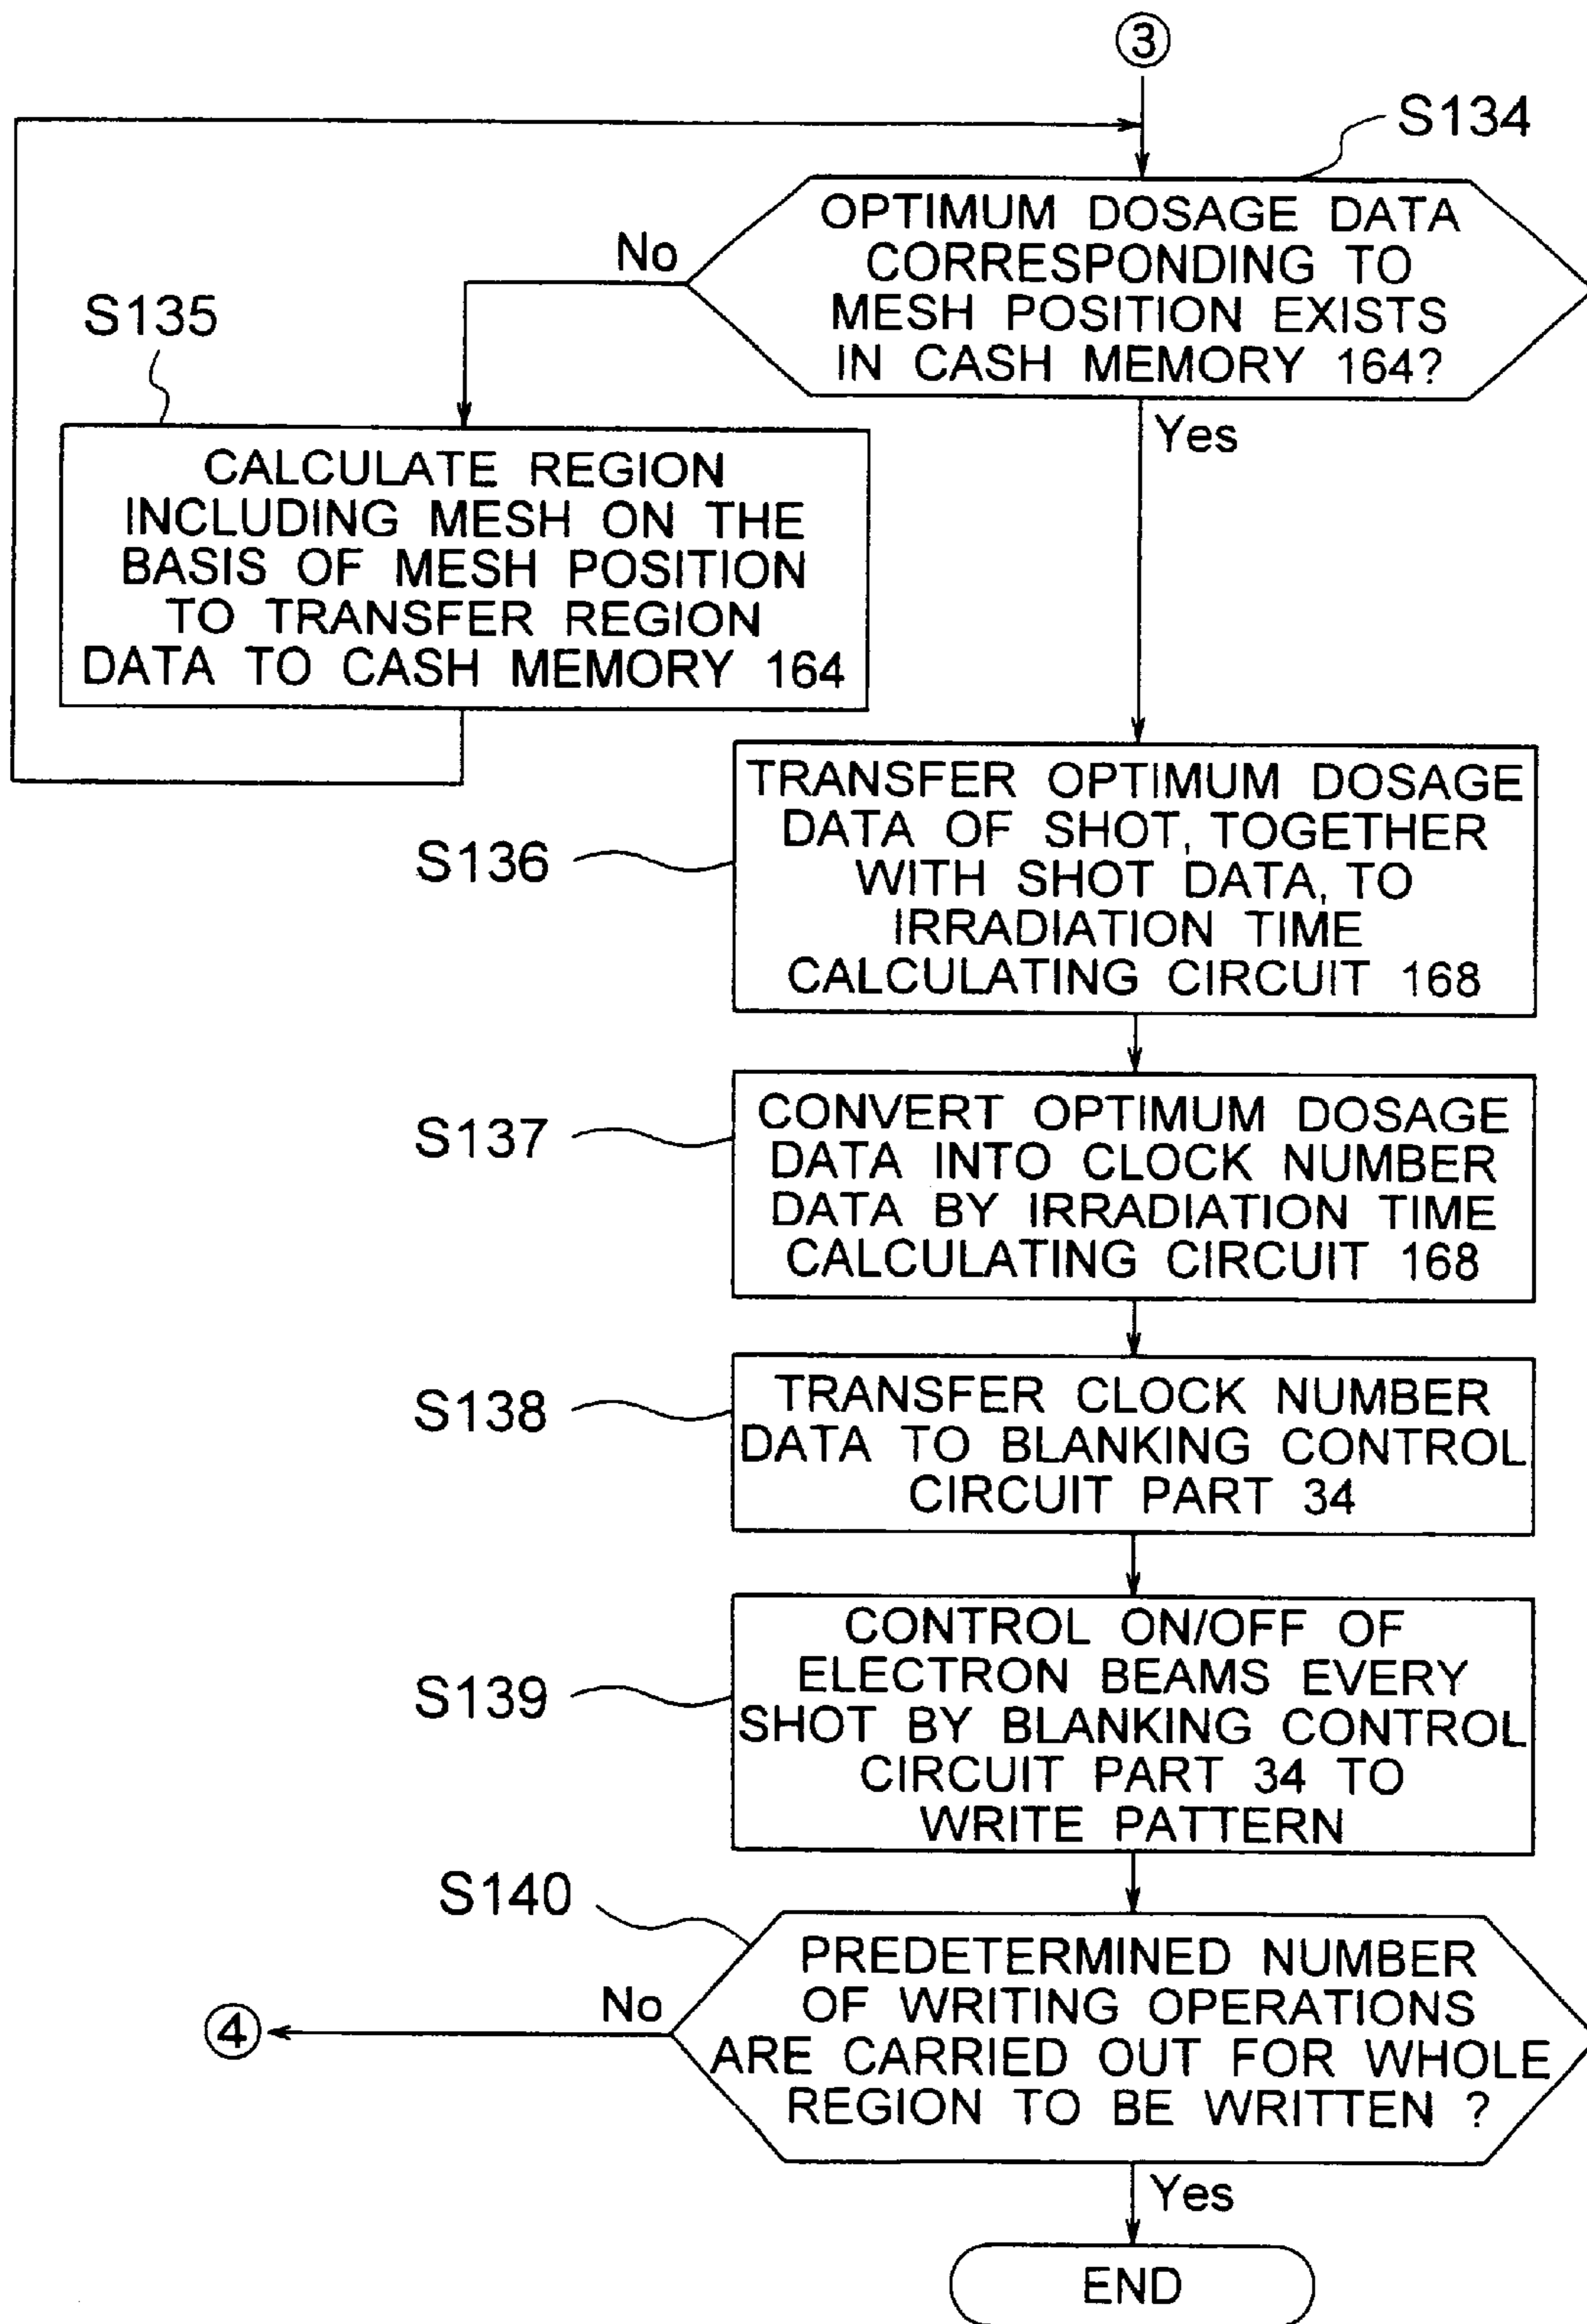 ③
S134
OPTIMUM DOSAGE DATA
CORRESPONDING TO
MESH POSITION EXISTS
IN CASH MEMORY 164?
No
Yes
S135
CALCULATE REGION
INCLUDING MESH ON THE
BASIS OF MESH POSITION
TO TRANSFER REGION
DATA TO CASH MEMORY 164
S136
TRANSFER OPTIMUM DOSAGE
DATA OF SHOT, TOGETHER
WITH SHOT DATA, TO
IRRADIATION TIME
CALCULATING CIRCUIT 168
S137
CONVERT OPTIMUM DOSAGE
DATA INTO CLOCK NUMBER
DATA BY IRRADIATION TIME
CALCULATING CIRCUIT 168
S138
TRANSFER CLOCK NUMBER
DATA TO BLANKING CONTROL
CIRCUIT PART 34
S139
CONTROL ON/OFF OF
ELECTRON BEAMS EVERY
SHOT BY BLANKING CONTROL
CIRCUIT PART 34 TO
WRITE PATTERN
S140
PREDETERMINED NUMBER
OF WRITING OPERATIONS
ARE CARRIED OUT FOR WHOLE
REGION TO BE WRITTEN ?
No
④
Yes
END